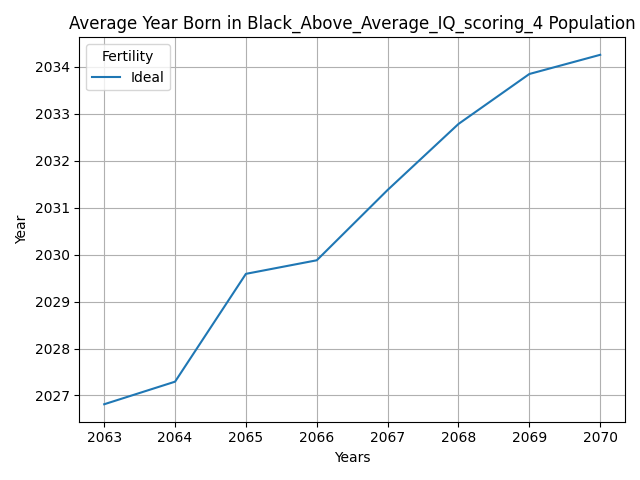 Average Year Born in Black_Above_Average_IQ_scoring_4 Population
Fertility
Ideal
2034
2033
2032
2031
2030
2029
2028
2027
Year
2063 2064 2065 2066 2067 2068 2069 2070
Years